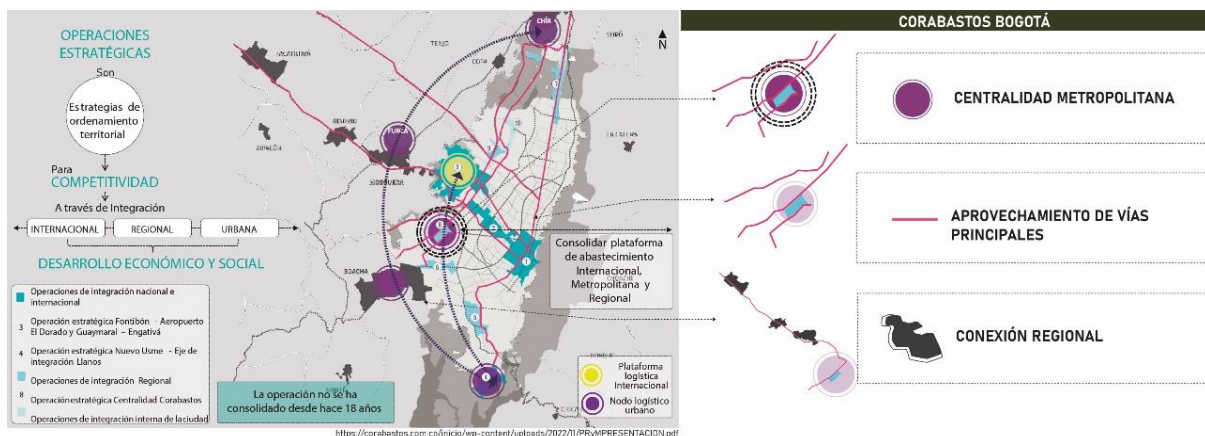 OPERACIONES
ESTRATÉGICAS
Son
Estrategias de
ordenamiento
territorial
Para
COMPETITIVIDAD
A través de Integración
INTERNACIONAL
REGIONAL
URBANA
DESARROLLO ECONÓMICO Y SOCIAL
Operaciones de integración nacional e
internacional
3 Operación estratégica Fontibón - Aeropuerto
El Dorado y Guaymaral - Engativá
4 Operación estratégica Nuevo Usme - Eje de
integración Llanos
Operaciones de integración Regional
8 Operación estratégica Centralidad Corabastos
Operaciones de integración interna de laciudad
La operación no se ha
consolidado desde hace 18 años
CHÍA
TENJO
COTA
SOPÓ
FUNZA
MOSQUERA
SOACHA
LA CALERA
N
Consolidar plataforma
de abastecimiento
Internacional,
Metropolitana y
Regional
Plataforma
logística
Internacional
Nodo logístico
urbano
https://corabastos.com.co/inicio/wp-content/uploads/2022/11/PRyMPRESENTACION.pdf
CORABASTOS BOGOTÁ
CENTRALIDAD METROPOLITANA
APROVECHAMIENTO DE VÍAS
PRINCIPALES
CONEXIÓN REGIONAL